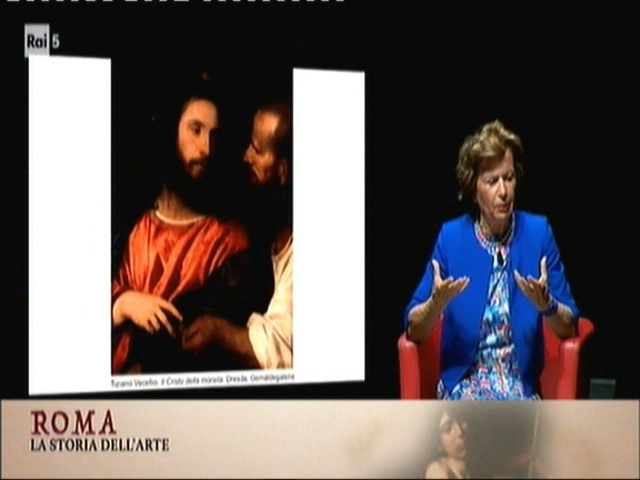 Rai 5
Tiziano Vecellio, Il Cristo della moneta, Dresda, Gemäldegalerie
ROMA
LA STORIA DELL'ARTE